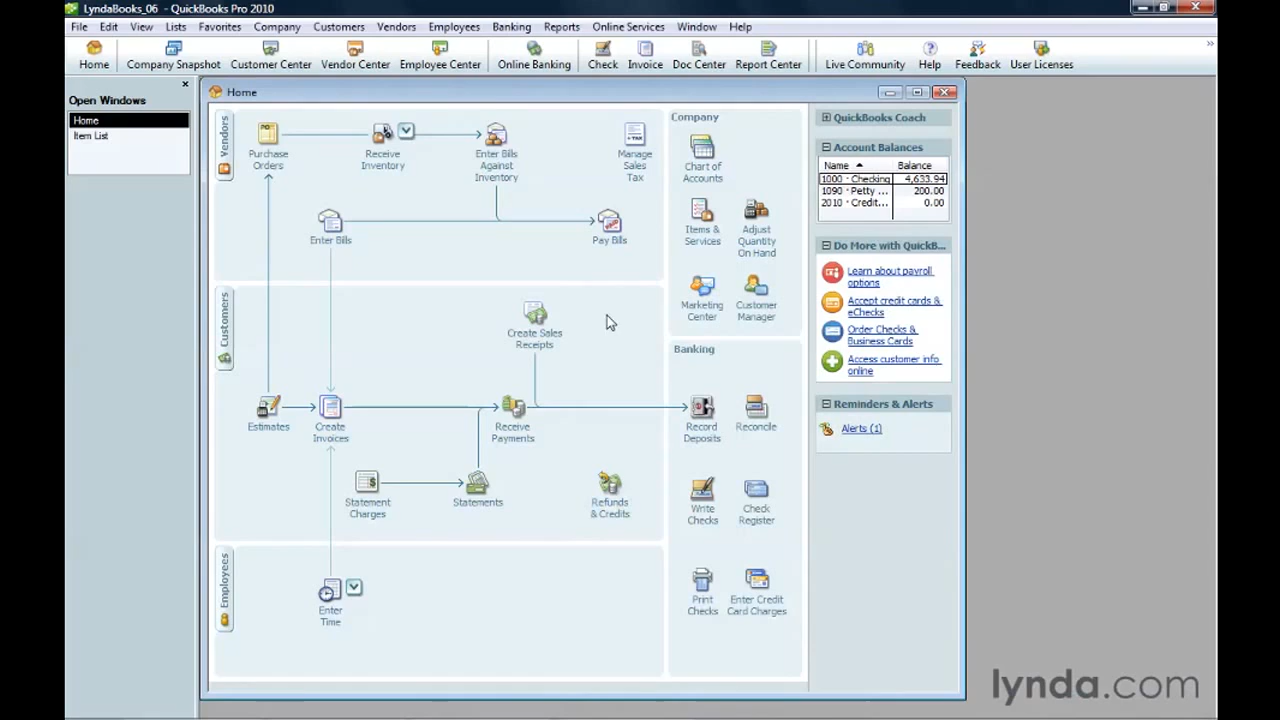 LyndaBooks_06 - QuickBooks Pro 2010
File Edit View Lists Favorites Company Customers Vendors Employees Banking Reports Online Services Window Help
Home Company Snapshot Customer Center Vendor Center Employee Center Online Banking Check Invoice Doc Center Report Center Live Community Help Feedback User Licenses
Open Windows
Home
Item List
Home
Vendors
Purchase
Orders
Receive
Inventory
Enter Bills
Against
Inventory
Manage
Sales
Tax
Enter Bills
Pay Bills
Customers
Create Sales
Receipts
Estimates
Create
Invoices
Receive
Payments
Statement
Charges
Statements
Refunds
& Credits
Employees
Enter
Time
Company
Chart of
Accounts
Items &
Services
Adjust
Quantity
On Hand
Marketing
Center
Customer
Manager
Banking
Record
Deposits
Reconcile
Write
Checks
Check
Register
Print
Checks
Enter Credit
Card Charges
QuickBooks Coach
Account Balances
Name Balance
1000 · Checking 4,633.94
1090 · Petty ... 200.00
2010 · Credit... 0.00
Do More with QuickB...
Learn about payroll
options
Accept credit cards &
eChecks
Order Checks &
Business Cards
Access customer info
online
Reminders & Alerts
Alerts (1)
lynda.com